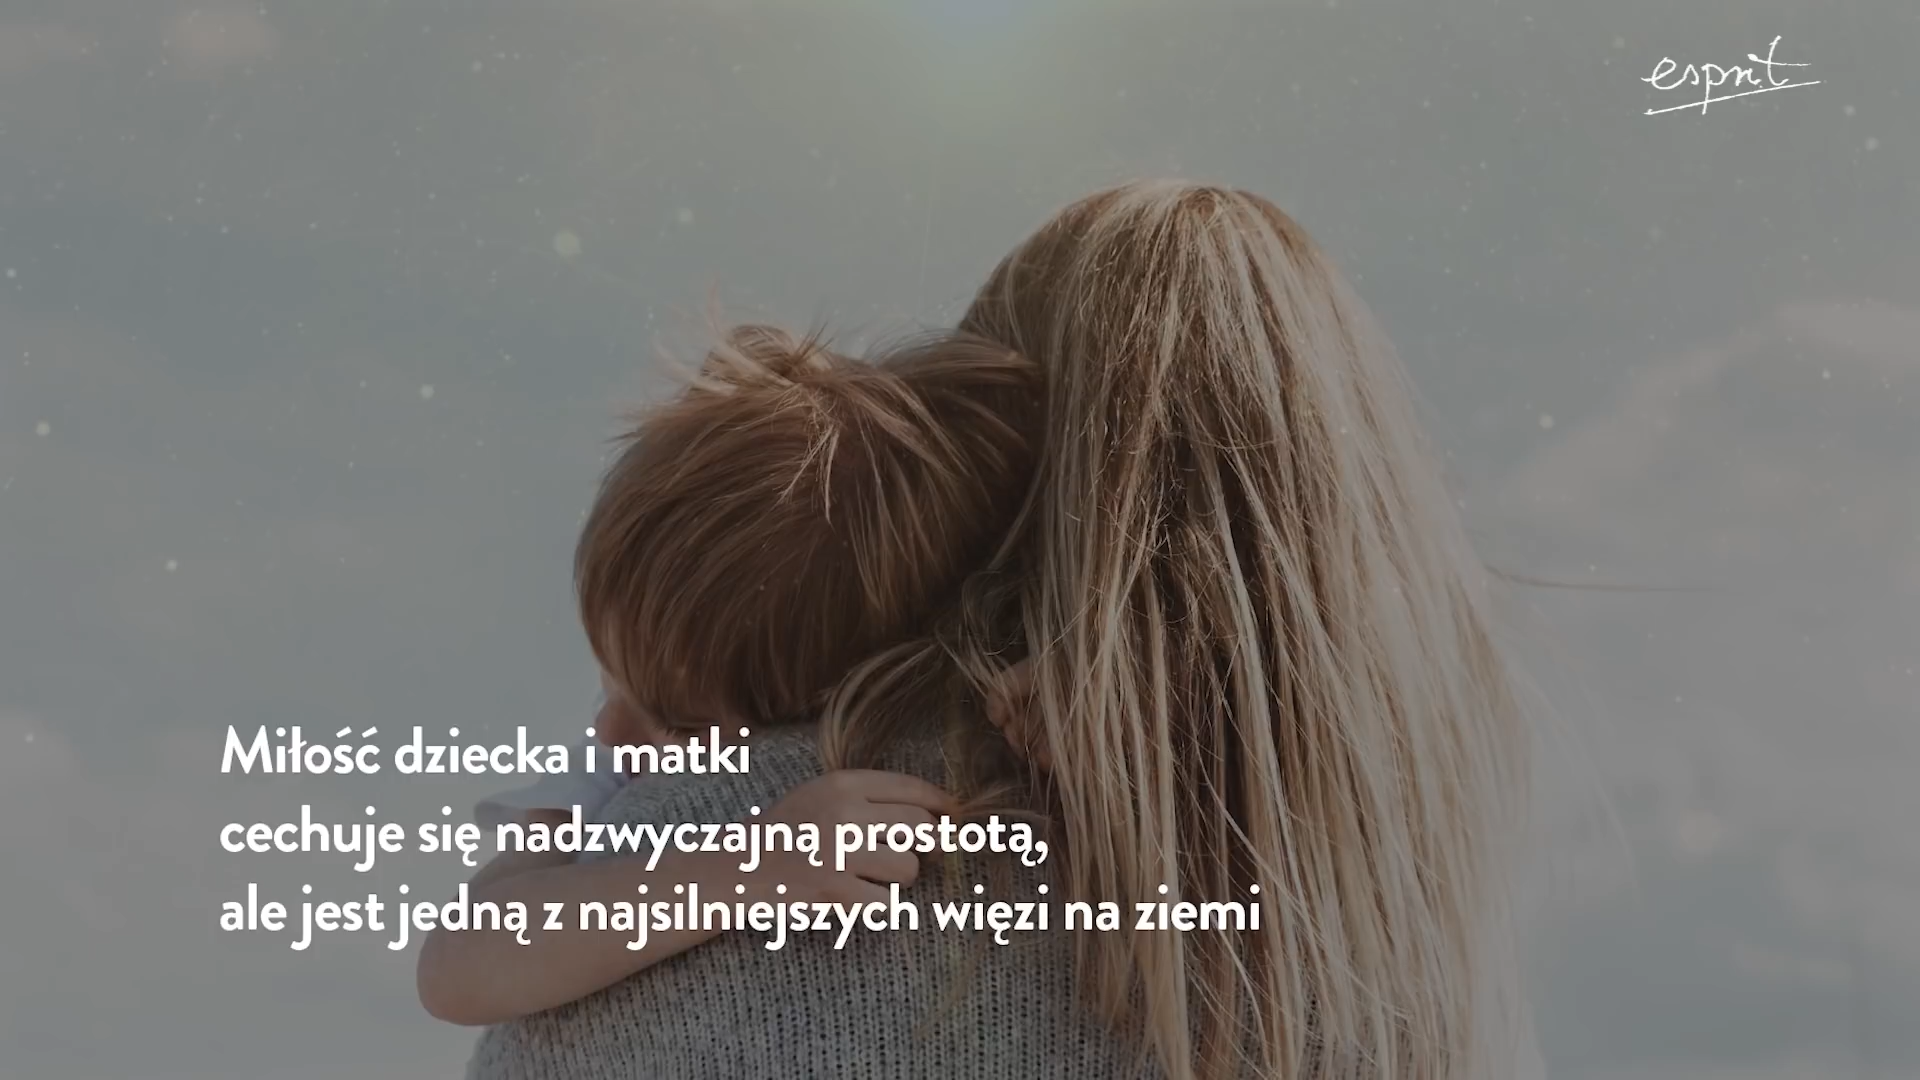 esprit
Miłość dziecka i matki
cechuje się nadzwyczajną prostotą,
ale jest jedną z najsilniejszych więzi na ziemi